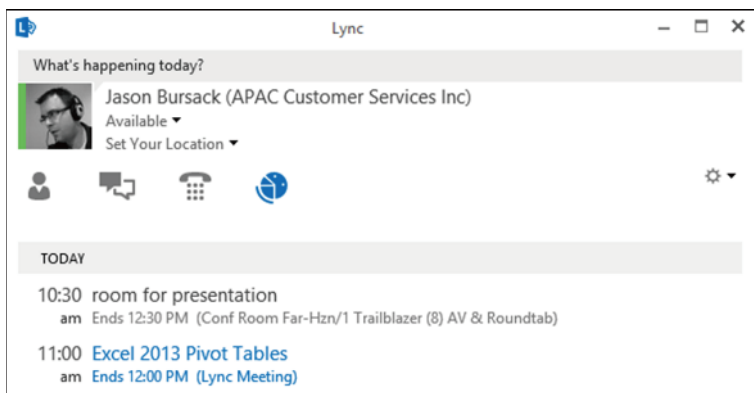 Lync
What's happening today?
Jason Bursack (APAC Customer Services Inc)
Available
Set Your Location
TODAY
10:30 room for presentation
am Ends 12:30 PM (Conf Room Far-Hzn/1 Trailblazer (8) AV & Roundtab)
11:00 Excel 2013 Pivot Tables
am Ends 12:00 PM (Lync Meeting)